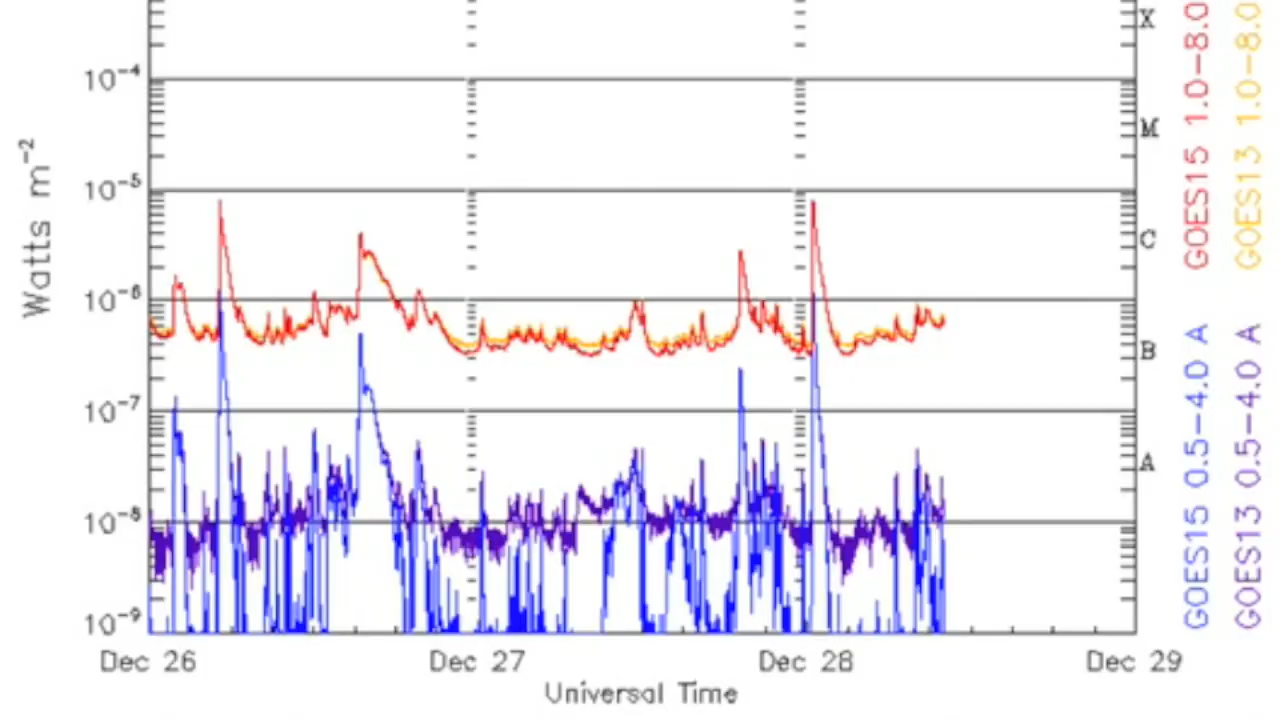 X
10⁻⁴
M
10⁻⁵
C
10⁻⁶
B
10⁻⁷
A
10⁻⁸
10⁻⁹
Watts m⁻²
Dec 26 Dec 27 Dec 28 Dec 29
Universal Time
GOES15 1.0-8.0
GOES13 1.0-8.0
GOES15 0.5-4.0 A
GOES13 0.5-4.0 A